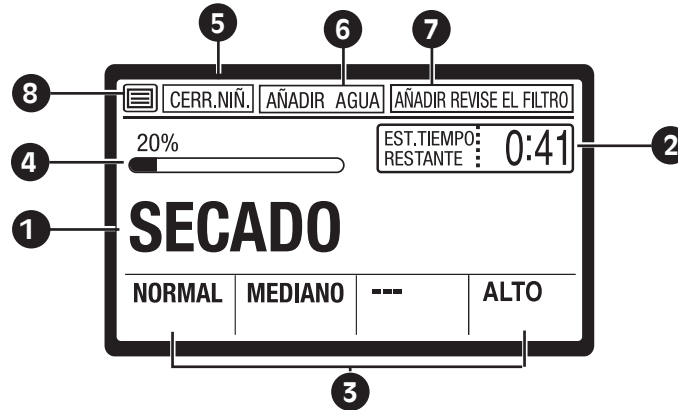 5 6 7
8 CERR.NIÑ. AÑADIR AGUA AÑADIR REVISE EL FILTRO
20% EST.TIEMPO
RESTANTE 0:41 2
4
1 SECADO
NORMAL MEDIANO --- ALTO
3